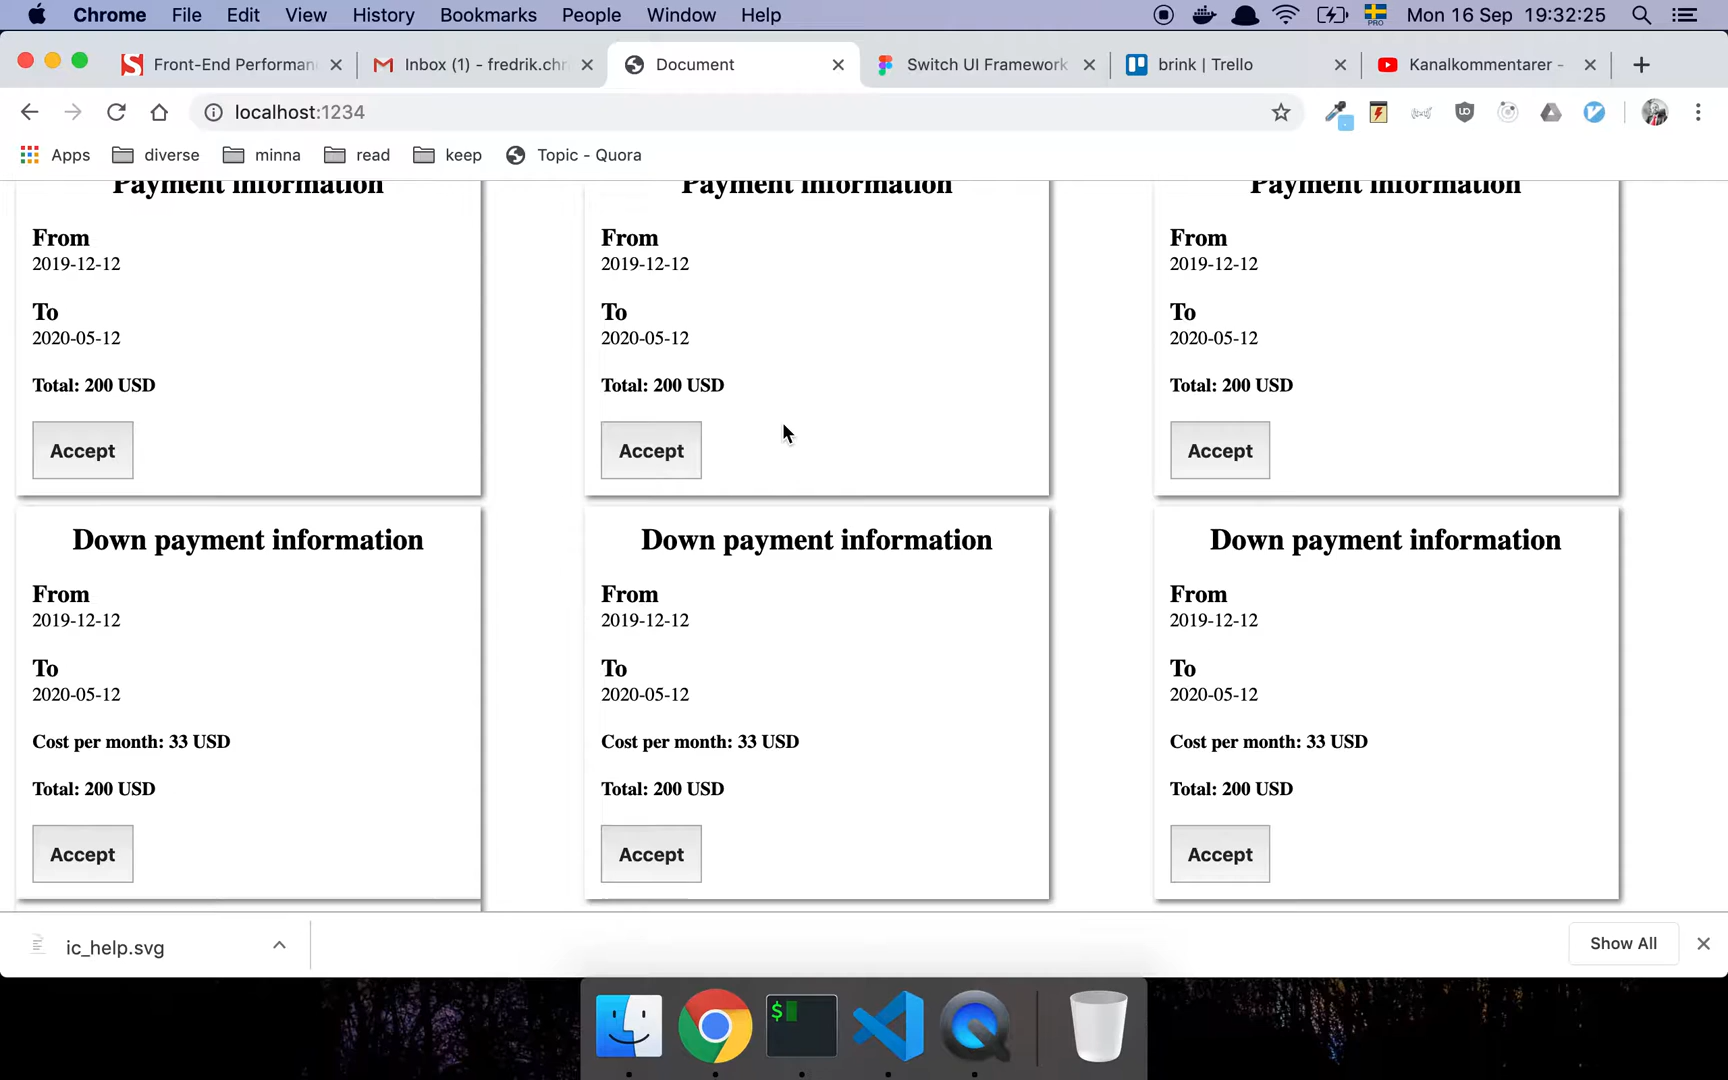 Chrome File Edit View History Bookmarks People Window Help PRO Mon 16 Sep 19:32:25
Front-End Performan Inbox (1) - fredrik.chr Document Switch UI Framework brink | Trello Kanalkommentarer -
localhost:1234
Apps diverse minna read keep Topic - Quora
Payment information Payment information Payment information
From From From
2019-12-12 2019-12-12 2019-12-12
To To To
2020-05-12 2020-05-12 2020-05-12
Total: 200 USD Total: 200 USD Total: 200 USD
Accept Accept Accept
Down payment information Down payment information Down payment information
From From From
2019-12-12 2019-12-12 2019-12-12
To To To
2020-05-12 2020-05-12 2020-05-12
Cost per month: 33 USD Cost per month: 33 USD Cost per month: 33 USD
Total: 200 USD Total: 200 USD Total: 200 USD
Accept Accept Accept
ic_help.svg Show All